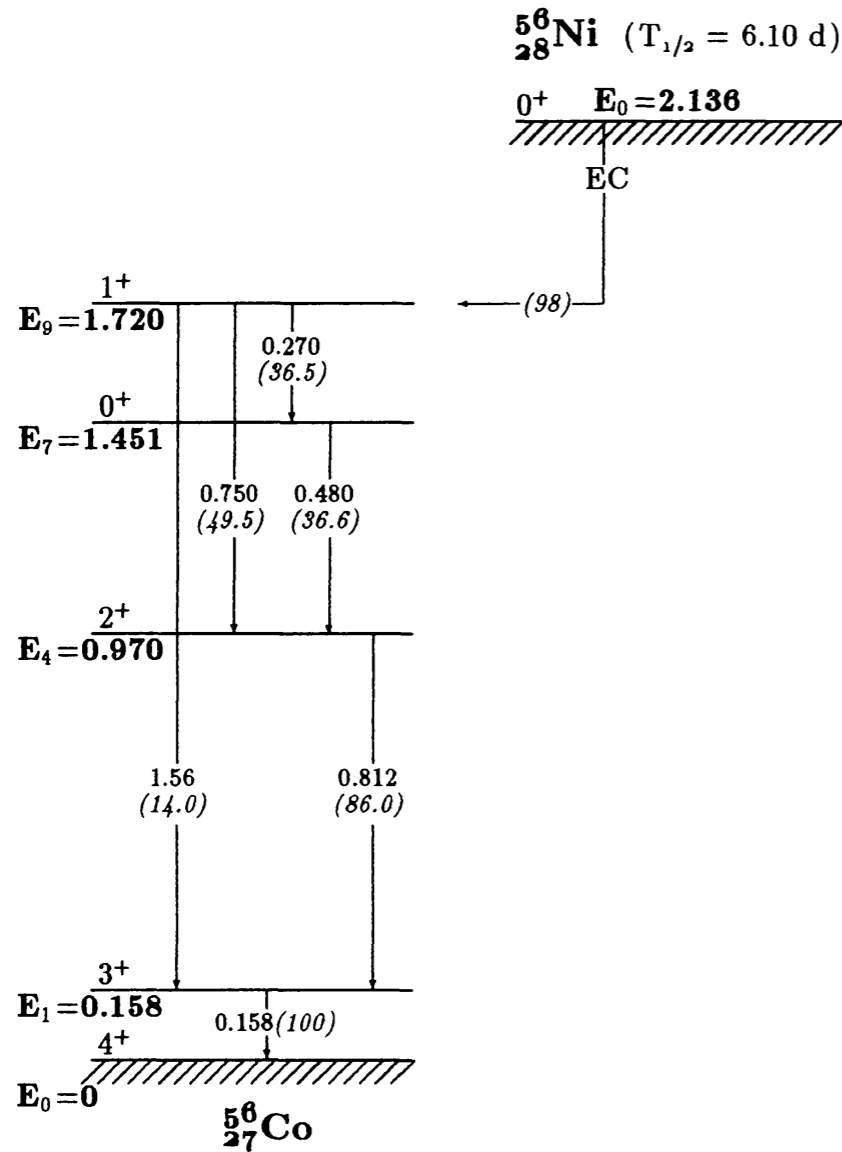 ⁵⁶₂₈Ni (T₁/₂ = 6.10 d)
0⁺ E₀=2.136
EC
1⁺
E₉=1.720
(98)
0.270
(36.5)
0⁺
E₇=1.451
0.750 0.480
(49.5) (36.6)
2⁺
E₄=0.970
1.56 0.812
(14.0) (86.0)
3⁺
E₁=0.158
0.158(100)
4⁺
E₀=0
⁵⁶₂₇Co